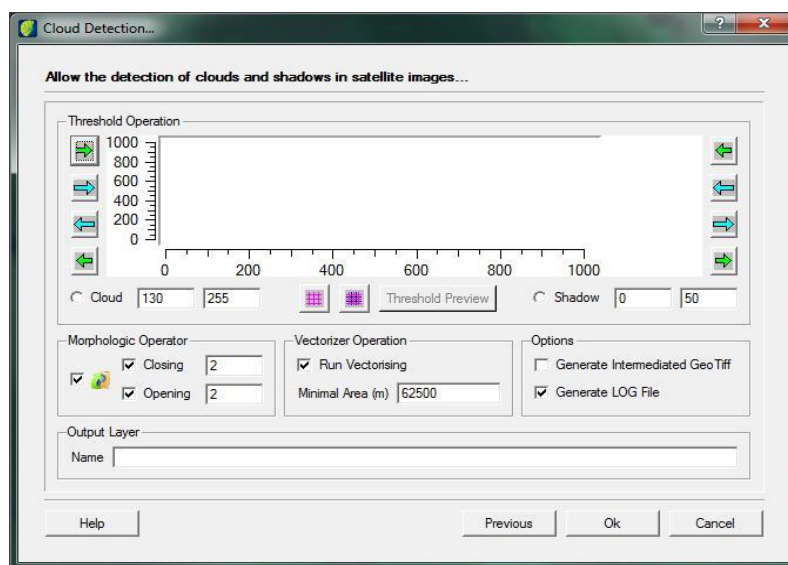 Cloud Detection...
Allow the detection of clouds and shadows in satellite images...
Threshold Operation
1000
800
600
400
200
0
0 200 400 600 800 1000
Cloud 130 255 Threshold Preview Shadow 0 50
Morphologic Operator Vectorizer Operation Options
Closing 2 Run Vectorising Generate Intermediated GeoTiff
Opening 2 Minimal Area (m) 62500 Generate LOG File
Output Layer
Name
Help Previous Ok Cancel